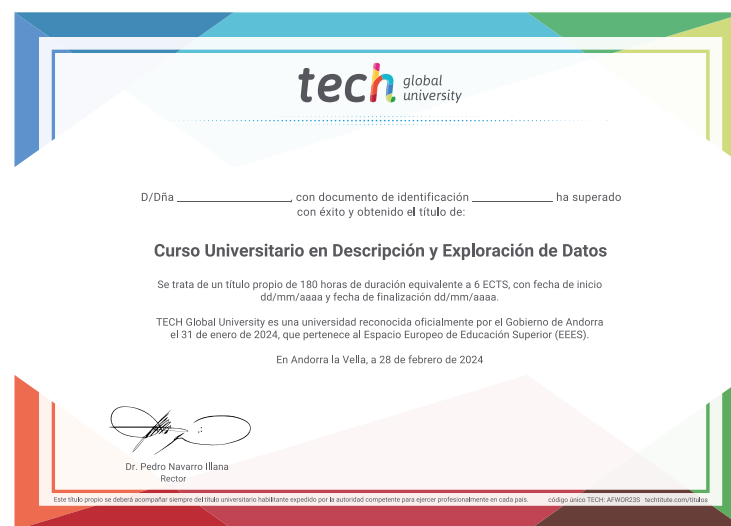 tech global university
D/Dña ____________, con documento de identificación ____________ ha superado
con éxito y obtenido el título de:
Curso Universitario en Descripción y Exploración de Datos
Se trata de un título propio de 180 horas de duración equivalente a 6 ECTS, con fecha de inicio
dd/mm/aaaa y fecha de finalización dd/mm/aaaa.
TECH Global University es una universidad reconocida oficialmente por el Gobierno de Andorra
el 31 de enero de 2024, que pertenece al Espacio Europeo de Educación Superior (EEES).
En Andorra la Vella, a 28 de febrero de 2024
Dr. Pedro Navarro Illana
Rector
Este título propio se deberá acompañar siempre del título universitario habilitante expedido por la autoridad competente para ejercer profesionalmente en cada país. código único TECH: AFWOR23S techtitute.com/titulos